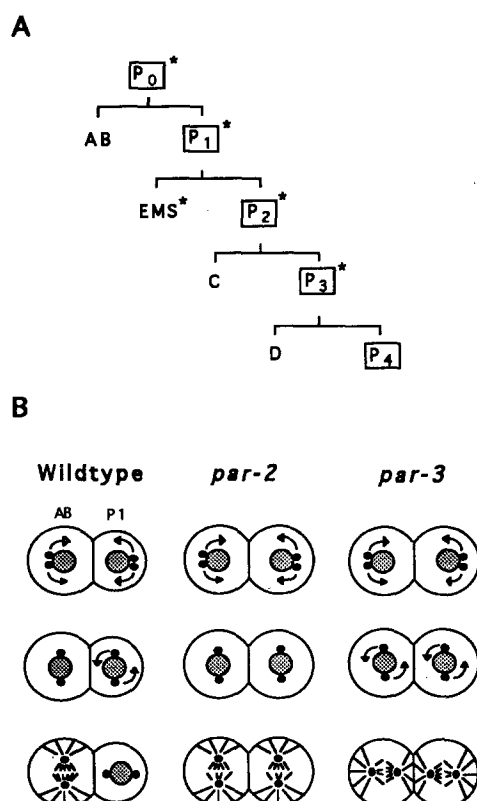 A
P0*
AB P1*
EMS* P2*
C P3*
D P4
B
Wildtype par-2 par-3
AB P1